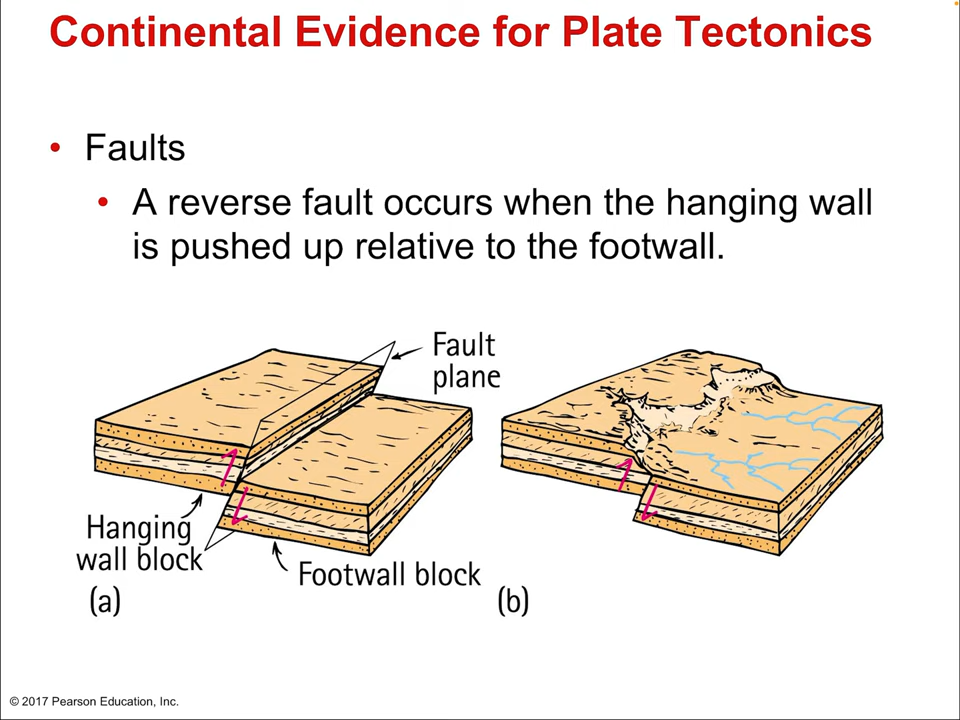 Continental Evidence for Plate Tectonics
• Faults
• A reverse fault occurs when the hanging wall
is pushed up relative to the footwall.
Fault
plane
Hanging
wall block
Footwall block
(a)
(b)
© 2017 Pearson Education, Inc.